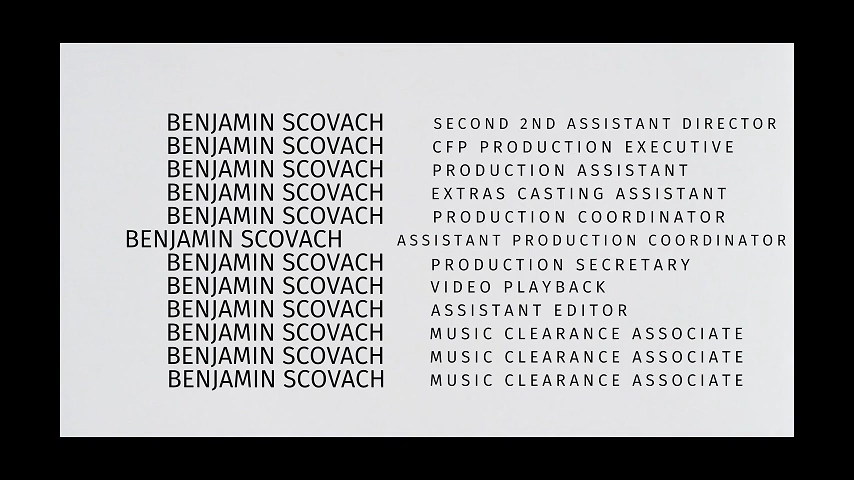 BENJAMIN SCOVACH SECOND 2ND ASSISTANT DIRECTOR
BENJAMIN SCOVACH CFP PRODUCTION EXECUTIVE
BENJAMIN SCOVACH PRODUCTION ASSISTANT
BENJAMIN SCOVACH EXTRAS CASTING ASSISTANT
BENJAMIN SCOVACH PRODUCTION COORDINATOR
BENJAMIN SCOVACH ASSISTANT PRODUCTION COORDINATOR
BENJAMIN SCOVACH PRODUCTION SECRETARY
BENJAMIN SCOVACH VIDEO PLAYBACK
BENJAMIN SCOVACH ASSISTANT EDITOR
BENJAMIN SCOVACH MUSIC CLEARANCE ASSOCIATE
BENJAMIN SCOVACH MUSIC CLEARANCE ASSOCIATE
BENJAMIN SCOVACH MUSIC CLEARANCE ASSOCIATE